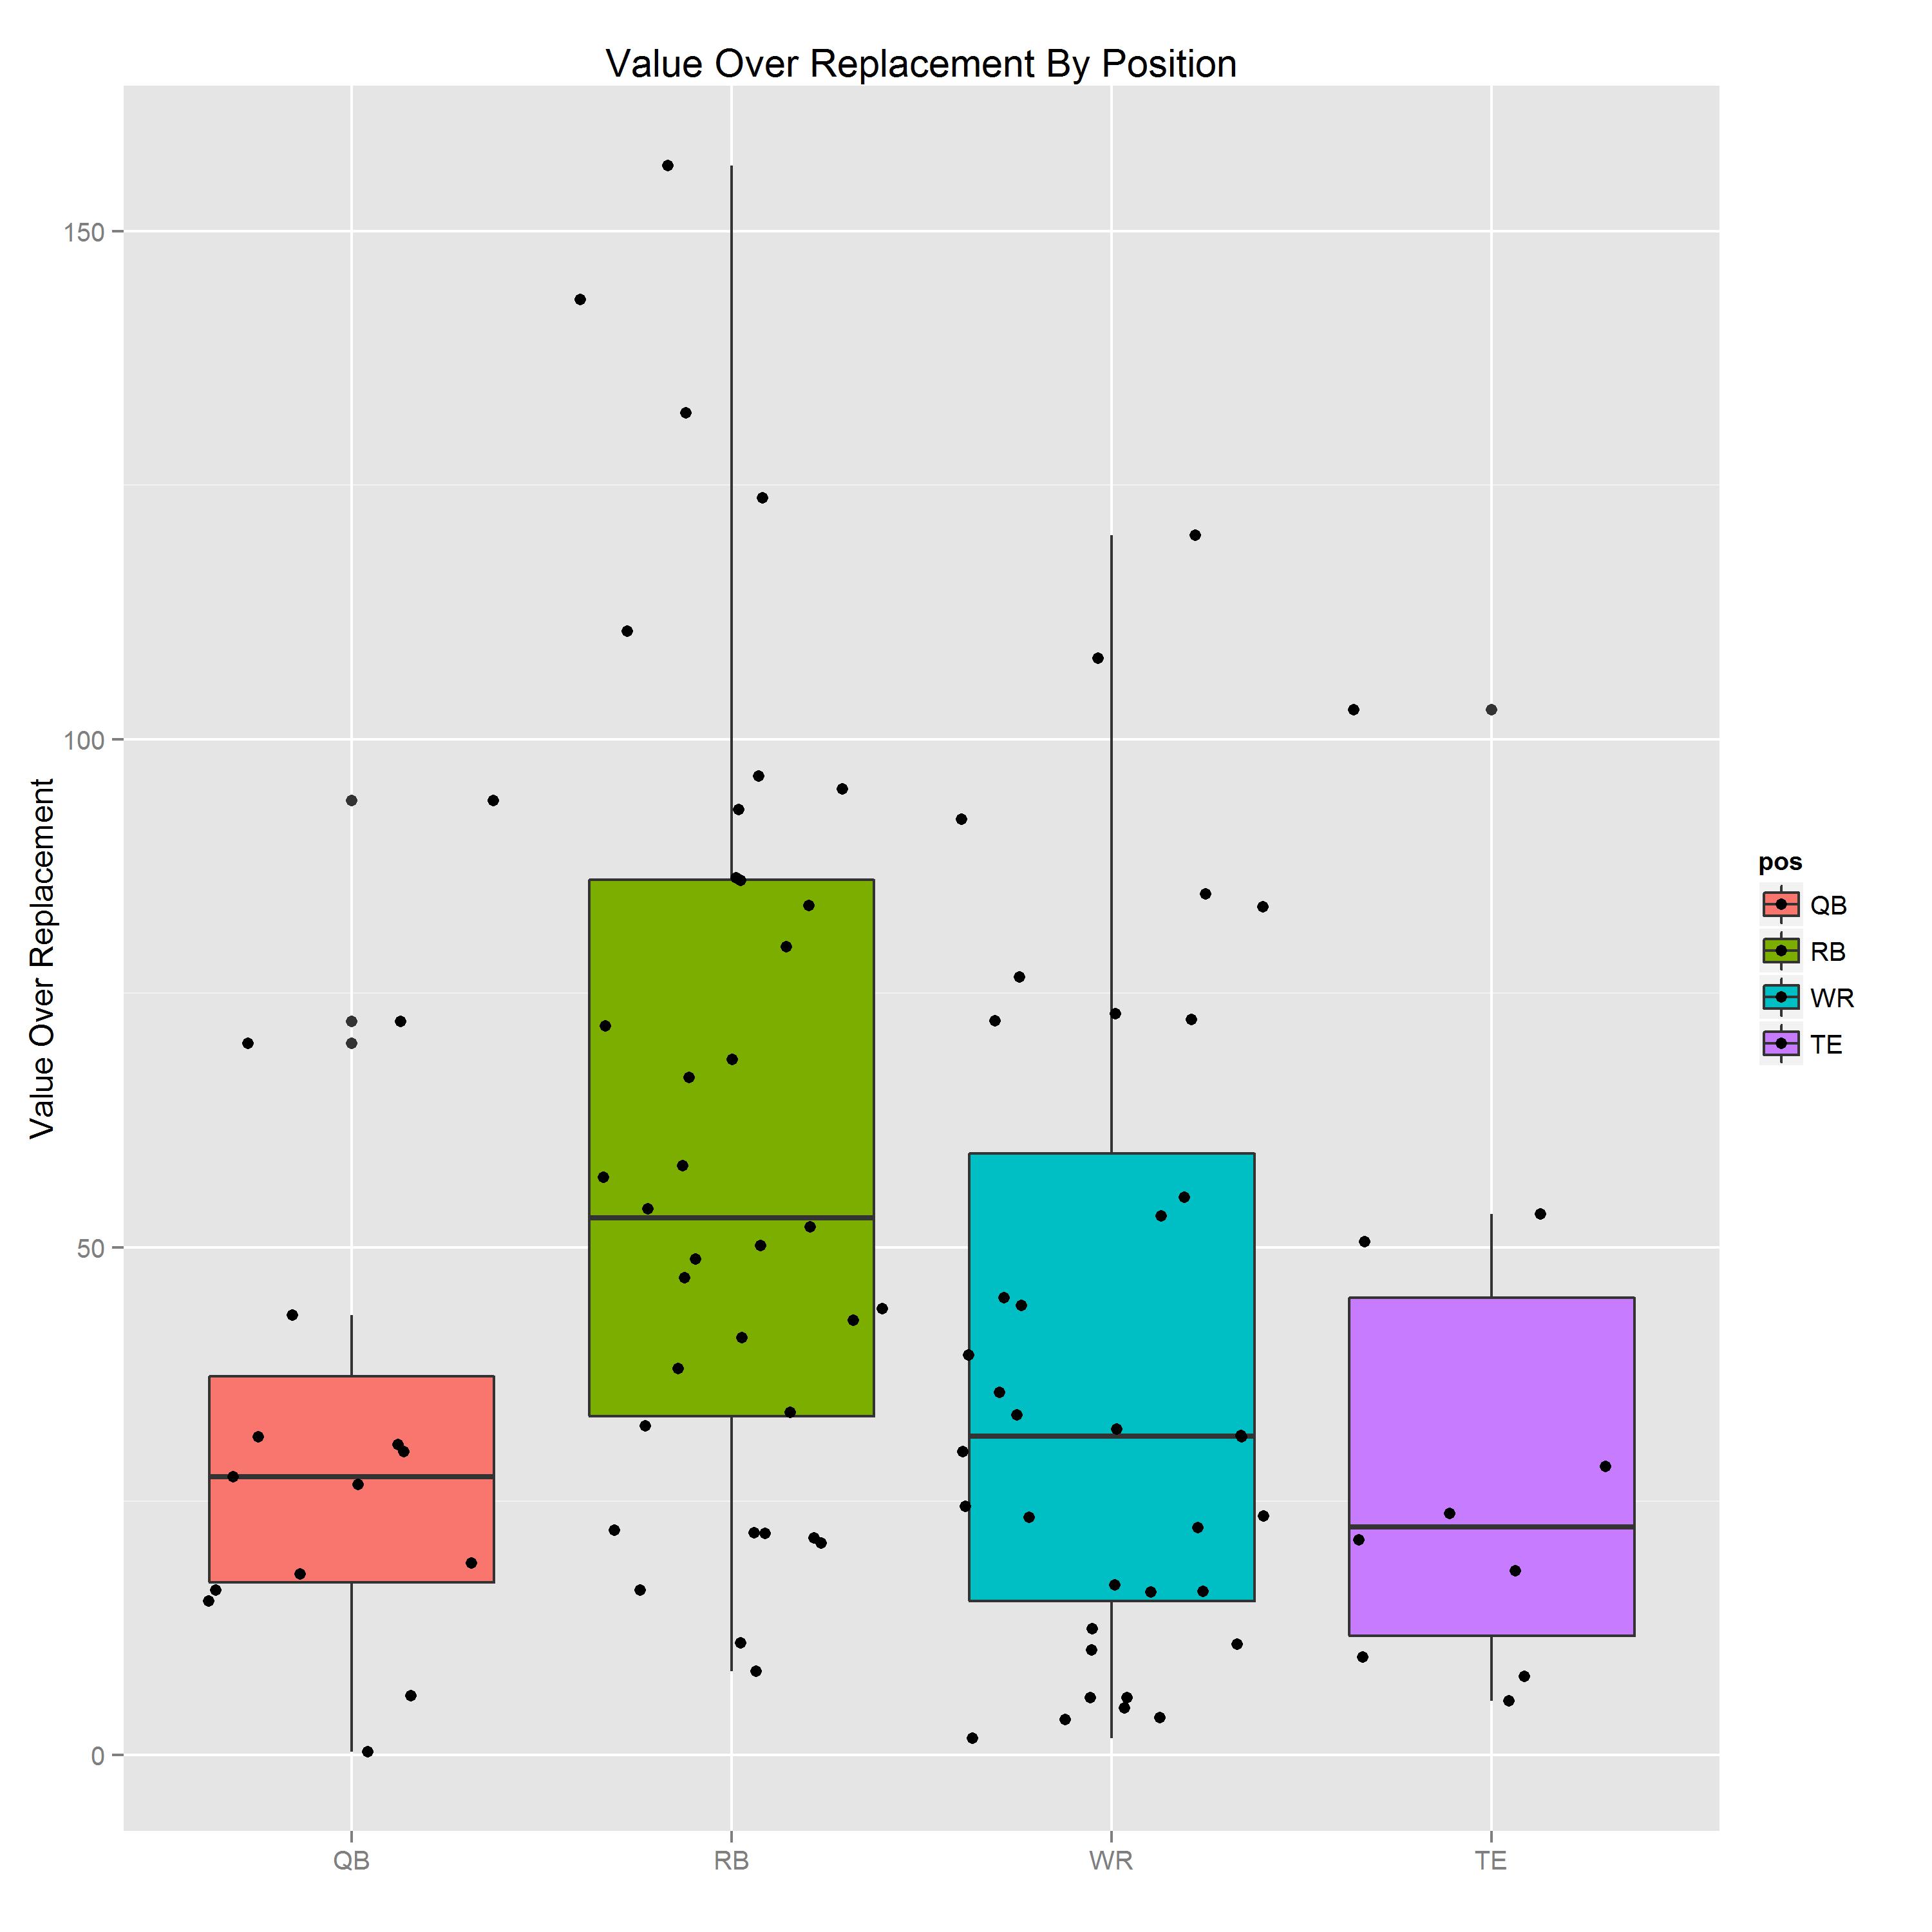 Value Over Replacement By Position
Value Over Replacement
150
100
50
0
QB
RB
WR
TE
pos
QB
RB
WR
TE